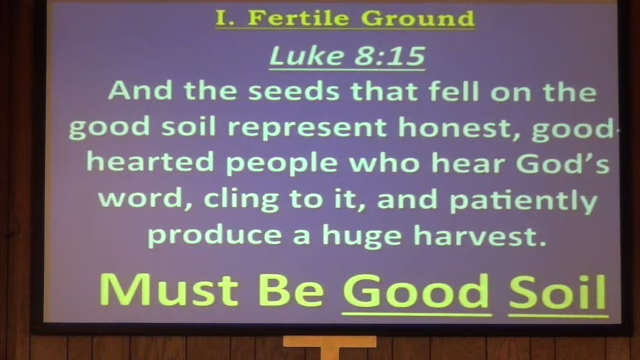 I. Fertile Ground
Luke 8:15
And the seeds that fell on the
good soil represent honest, good-
hearted people who hear God's
word, cling to it, and patiently
produce a huge harvest.
Must Be Good Soil